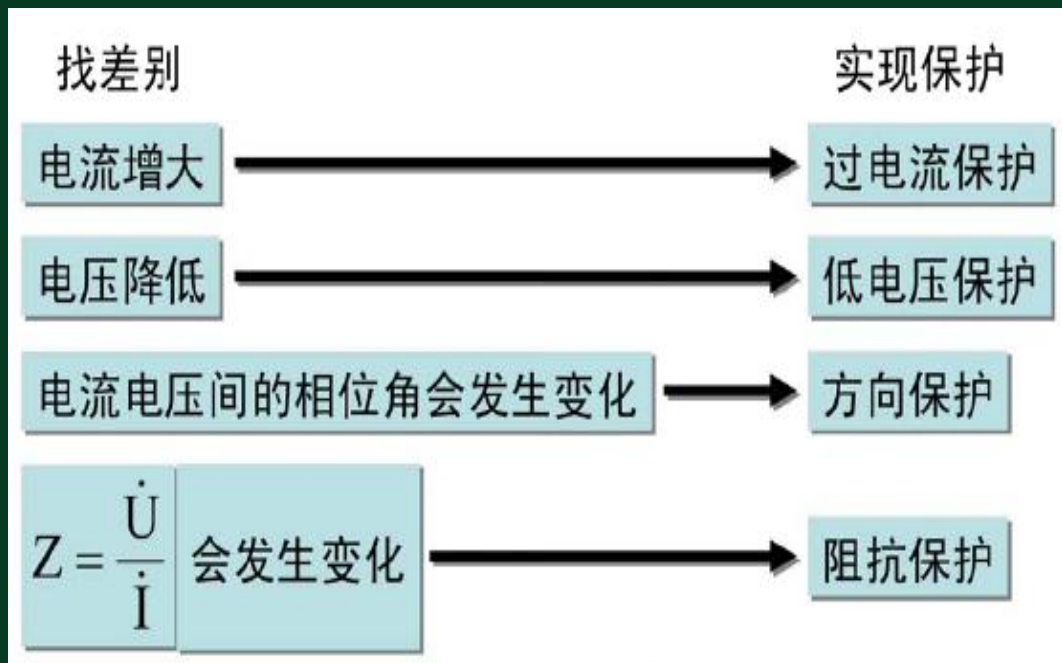 找差别 实现保护
电流增大 过电流保护
电压降低 低电压保护
电流电压间的相位角会发生变化 方向保护
Z = U̇ / İ 会发生变化 阻抗保护